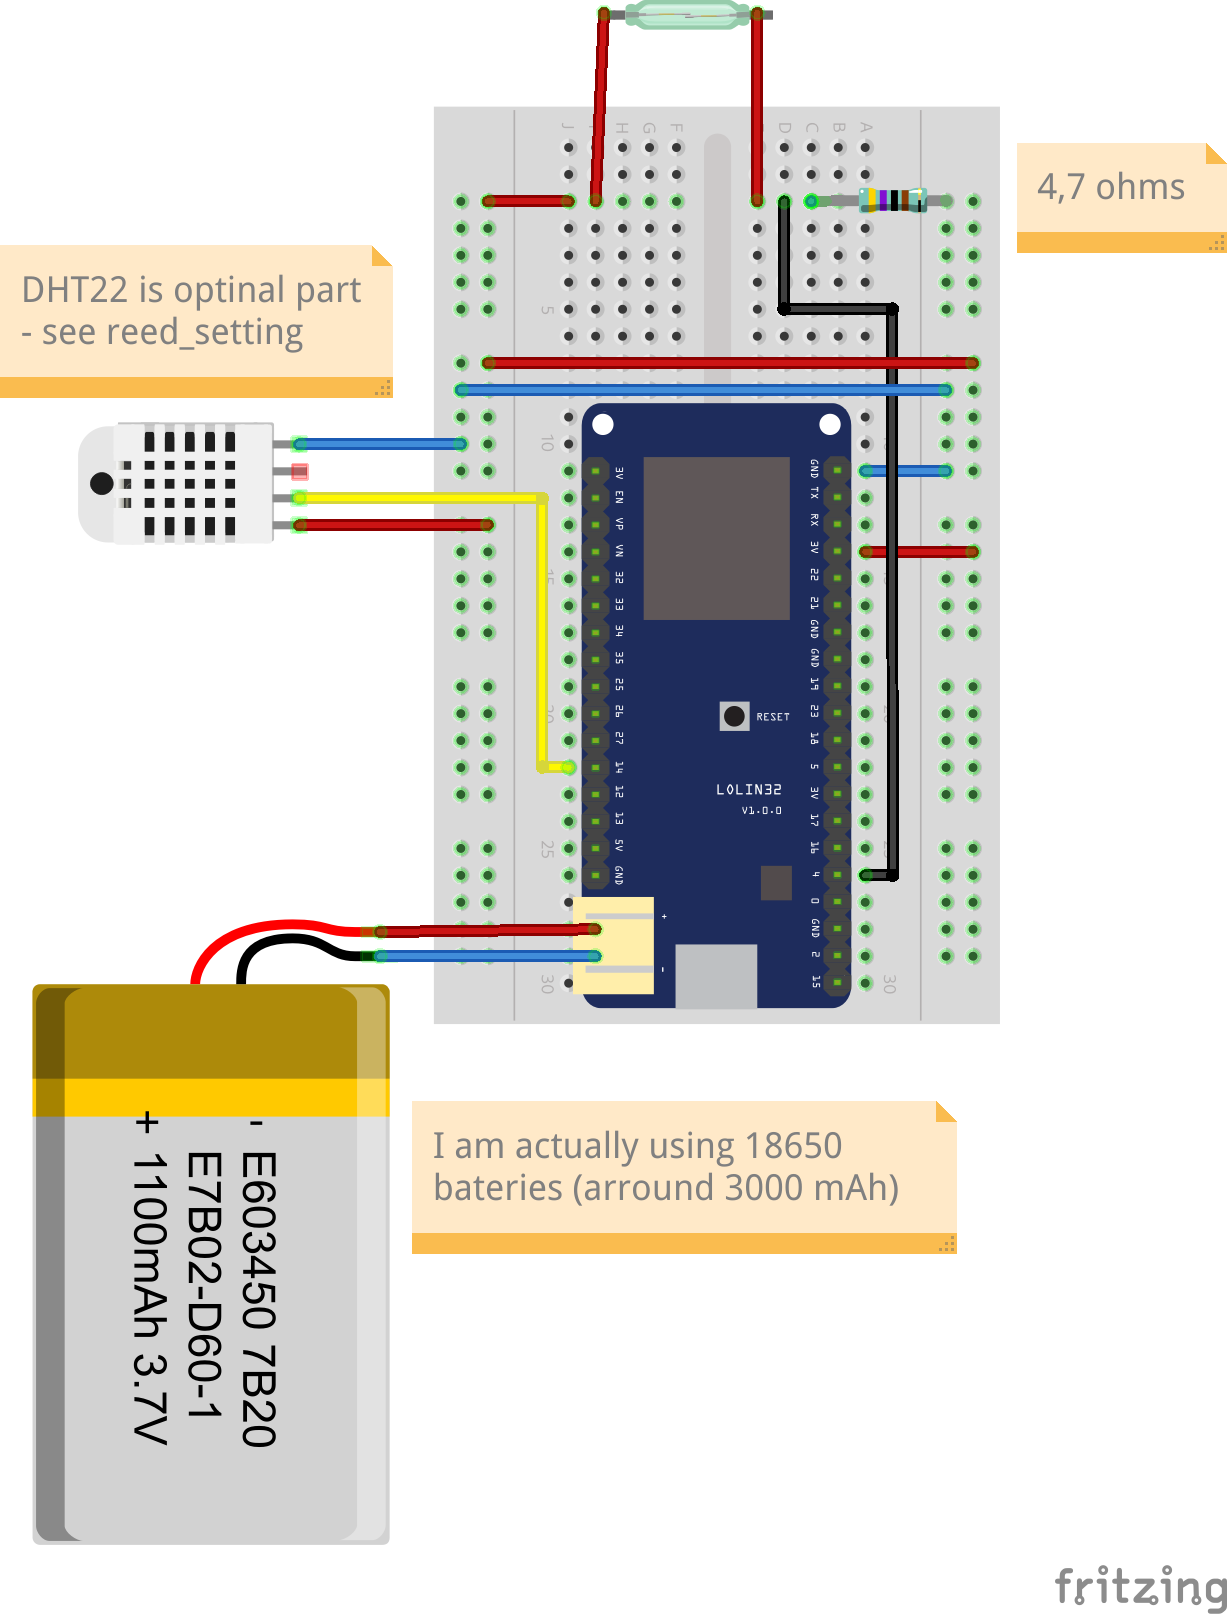 4,7 ohms
DHT22 is optinal part
- see reed_setting
J
H
G
F
D
C
B
A
5
10
15
20
25
30
10
25
30
3V
EN
VP
VN
32
33
34
35
25
26
27
14
12
13
5V
GND
GND
TX
RX
3V
22
21
GND
GND
19
23
18
5
3V
17
16
4
0
GND
2
15
RESET
LOLIN32
V1.0.0
+
-
- E603450 7B20
E7B02-D60-1
+ 1100mAh 3.7V
I am actually using 18650
bateries (arround 3000 mAh)
fritzing